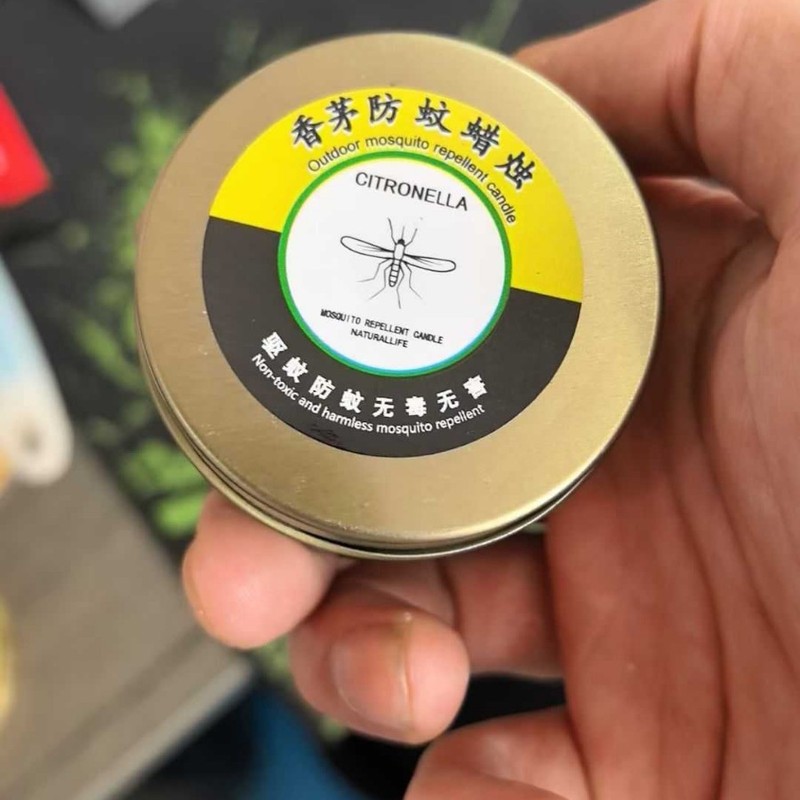 香茅防蚊蜡烛
Outdoor mosquito repellent candle
CITRONELLA
MOSQUITO REPELLENT CANDLE
NATURALLIFE
驱蚊防蚊无毒无害
Non-toxic and harmless mosquito repellent